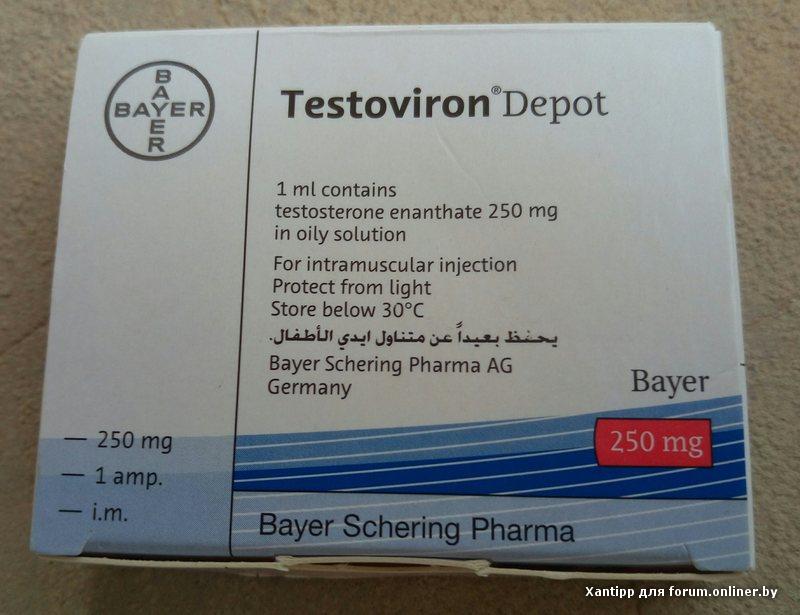 BAYER
BAYER
Testoviron® Depot
1 ml contains
testosterone enanthate 250 mg
in oily solution
For intramuscular injection
Protect from light
Store below 30°C
يحفظ بعيداً عن متناول ايدي الأطفال.
Bayer Schering Pharma AG
Germany
Bayer
250 mg
— 250 mg
— 1 amp.
— i.m.
Bayer Schering Pharma
Xantipp для forum.onliner.by